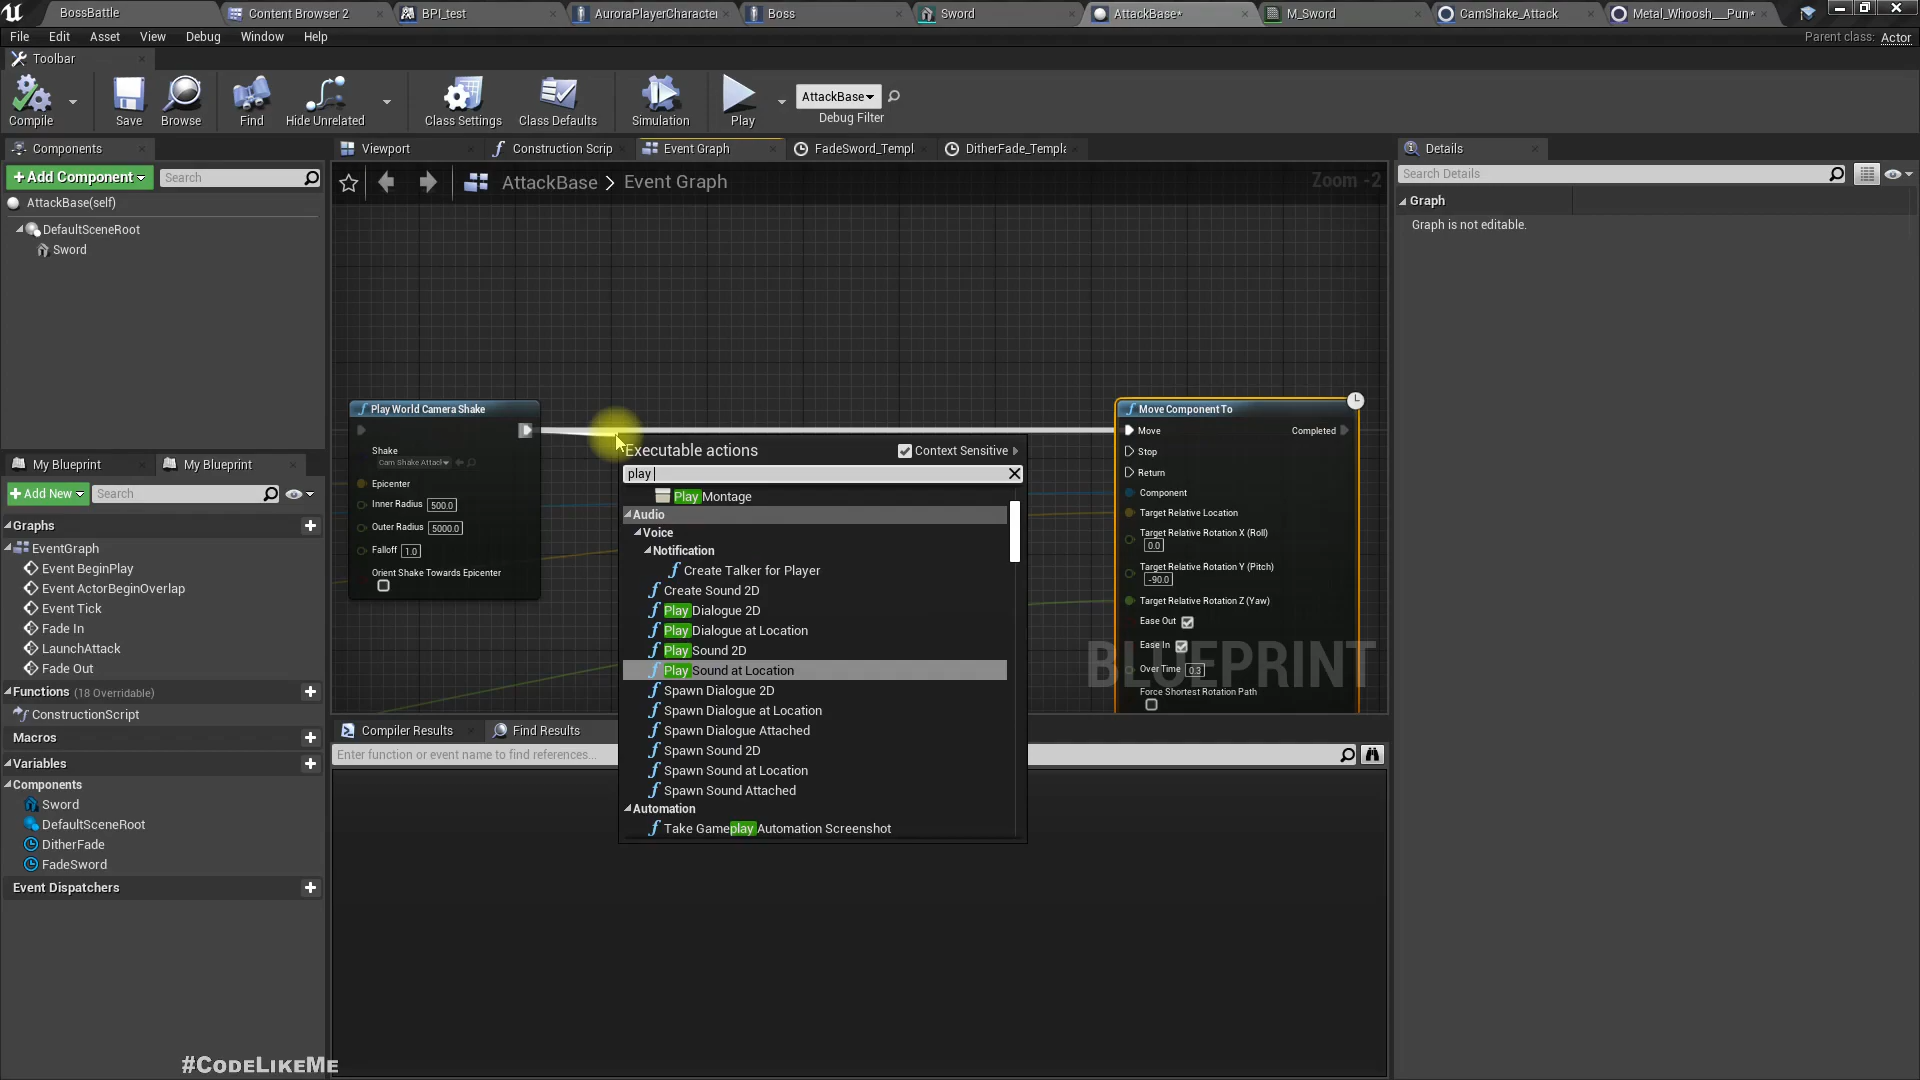 BossBattle
Content Browser 2
BPI_test
AuroraPlayerCharacter
Boss
Sword
AttackBase*
M_Sword
CamShake_Attack
Metal_Whoosh___Pun*
File
Edit
Asset
View
Debug
Window
Help
Parent class: Actor
Toolbar
Compile
Save
Browse
Find
Hide Unrelated
Class Settings
Class Defaults
Simulation
Play
AttackBase
Debug Filter
Components
+Add Component
Search
AttackBase(self)
DefaultSceneRoot
Sword
Viewport
Construction Scrip
Event Graph
FadeSword_Templ
DitherFade_Templa
AttackBase > Event Graph
Zoom -2
Details
Search Details
Graph
Graph is not editable.
Play World Camera Shake
Shake
Cam Shake Attack
Epicenter
Inner Radius 500.0
Outer Radius 5000.0
Falloff 1.0
Orient Shake Towards Epicenter
Executable actions
Context Sensitive
play
Play Montage
Audio
Voice
Notification
Create Talker for Player
Create Sound 2D
Play Dialogue 2D
Play Dialogue at Location
Play Sound 2D
Play Sound at Location
Spawn Dialogue 2D
Spawn Dialogue at Location
Spawn Dialogue Attached
Spawn Sound 2D
Spawn Sound at Location
Spawn Sound Attached
Automation
Take Gameplay Automation Screenshot
Move Component To
Move
Completed
Stop
Return
Component
Target Relative Location
Target Relative Rotation X (Roll)
0.0
Target Relative Rotation Y (Pitch)
-90.0
Target Relative Rotation Z (Yaw)
Ease Out
Ease In
Over Time 0.3
Force Shortest Rotation Path
BLUEPRINT
My Blueprint
My Blueprint
+Add New
Search
Graphs
EventGraph
Event BeginPlay
Event ActorBeginOverlap
Event Tick
Fade In
LaunchAttack
Fade Out
Functions (18 Overridable)
ConstructionScript
Macros
Variables
Components
Sword
DefaultSceneRoot
DitherFade
FadeSword
Event Dispatchers
Compiler Results
Find Results
Enter function or event name to find references...
#CodeLikeMe